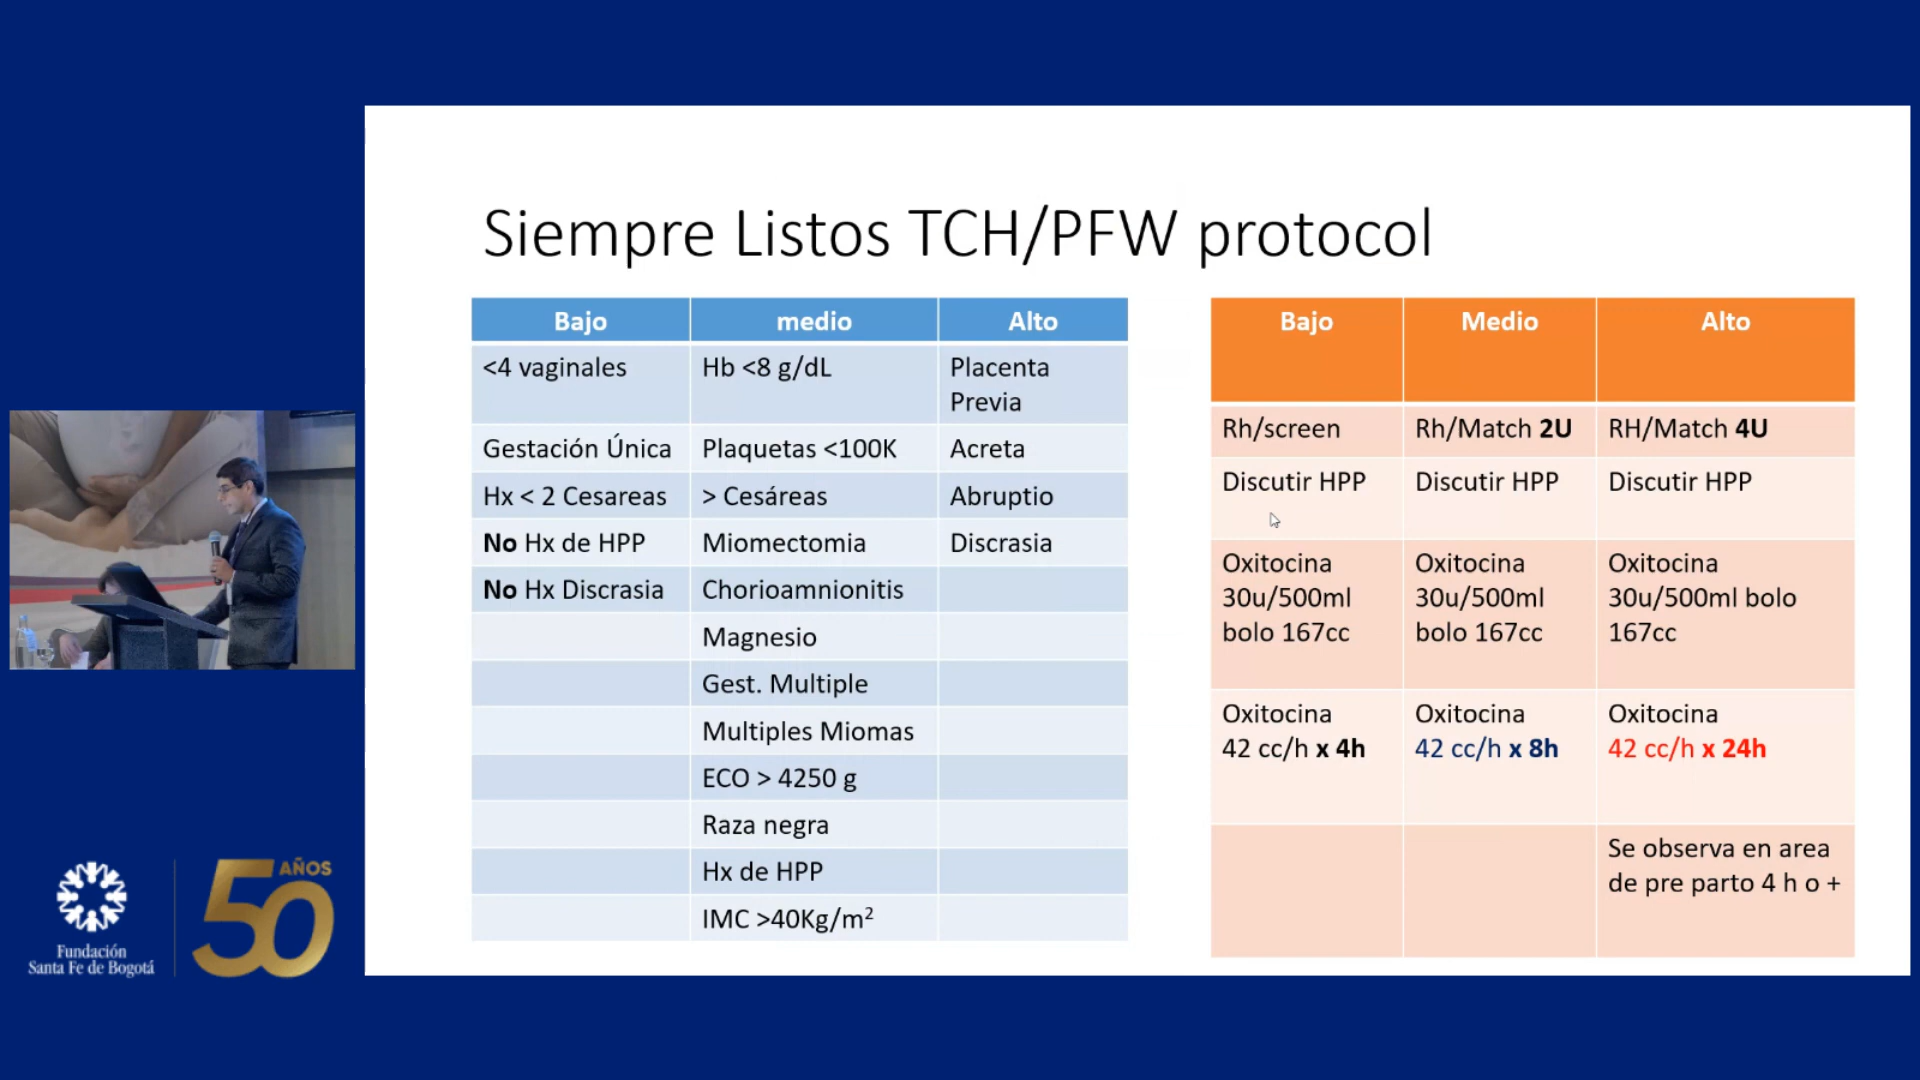 Siempre Listos TCH/PFW protocol
Bajo medio Alto
<4 vaginales Hb <8 g/dL Placenta
Previa
Gestación Única Plaquetas <100K Acreta
Hx < 2 Cesareas > Cesáreas Abruptio
No Hx de HPP Miomectomia Discrasia
No Hx Discrasia Chorioamnionitis
Magnesio
Gest. Multiple
Multiples Miomas
ECO > 4250 g
Raza negra
Hx de HPP
IMC >40Kg/m²
Bajo Medio Alto
Rh/screen Rh/Match 2U RH/Match 4U
Discutir HPP Discutir HPP Discutir HPP
Oxitocina Oxitocina Oxitocina
30u/500ml 30u/500ml 30u/500ml bolo
bolo 167cc bolo 167cc 167cc
Oxitocina Oxitocina Oxitocina
42 cc/h x 4h 42 cc/h x 8h 42 cc/h x 24h
Se observa en area
de pre parto 4 h o +
Fundación
Santa Fe de Bogotá
50 AÑOS